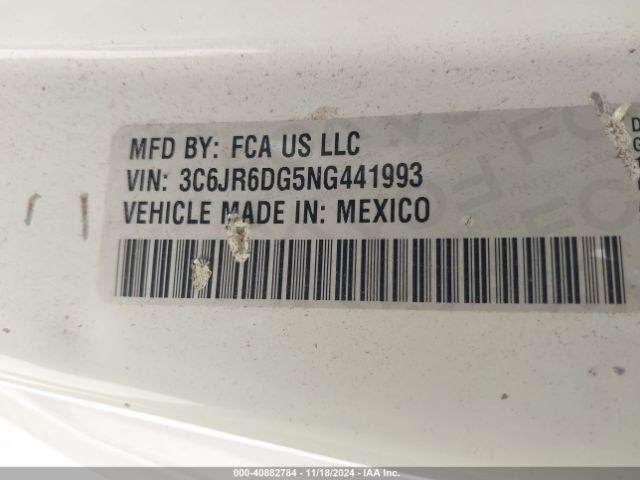 MFD BY: FCA US LLC
VIN: 3C6JR6DG5NG441993
VEHICLE MADE IN: MEXICO
D
G
000-40882784 - 11/18/2024 - IAA Inc.